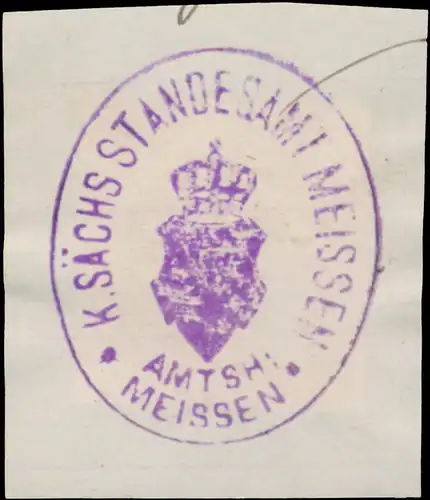 K. SÄCHS STANDESAMT MEISSEN
AMTSH:
MEISSEN